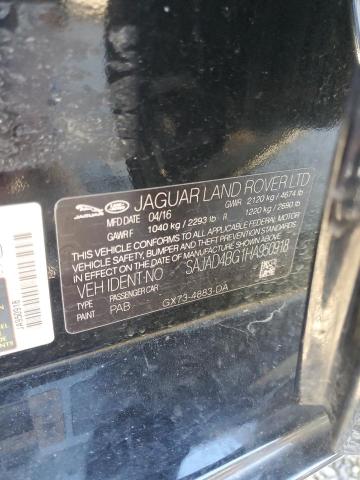 JAGUAR LAND ROVER LTD
MFD DATE 04/16 GVWR 2120 kg / 4674 lb
GAWR F 1040 kg / 2293 lb R 1220 kg / 2690 lb
THIS VEHICLE CONFORMS TO ALL APPLICABLE FEDERAL MOTOR
VEHICLE SAFETY, BUMPER AND THEFT PREVENTION STANDARDS
IN EFFECT ON THE DATE OF MANUFACTURE SHOWN ABOVE.
VEH IDENT-NO SAJAD4BG1HA950918
TYPE PASSENGER CAR
PAINT PAB GX73-4883-DA
JA950918